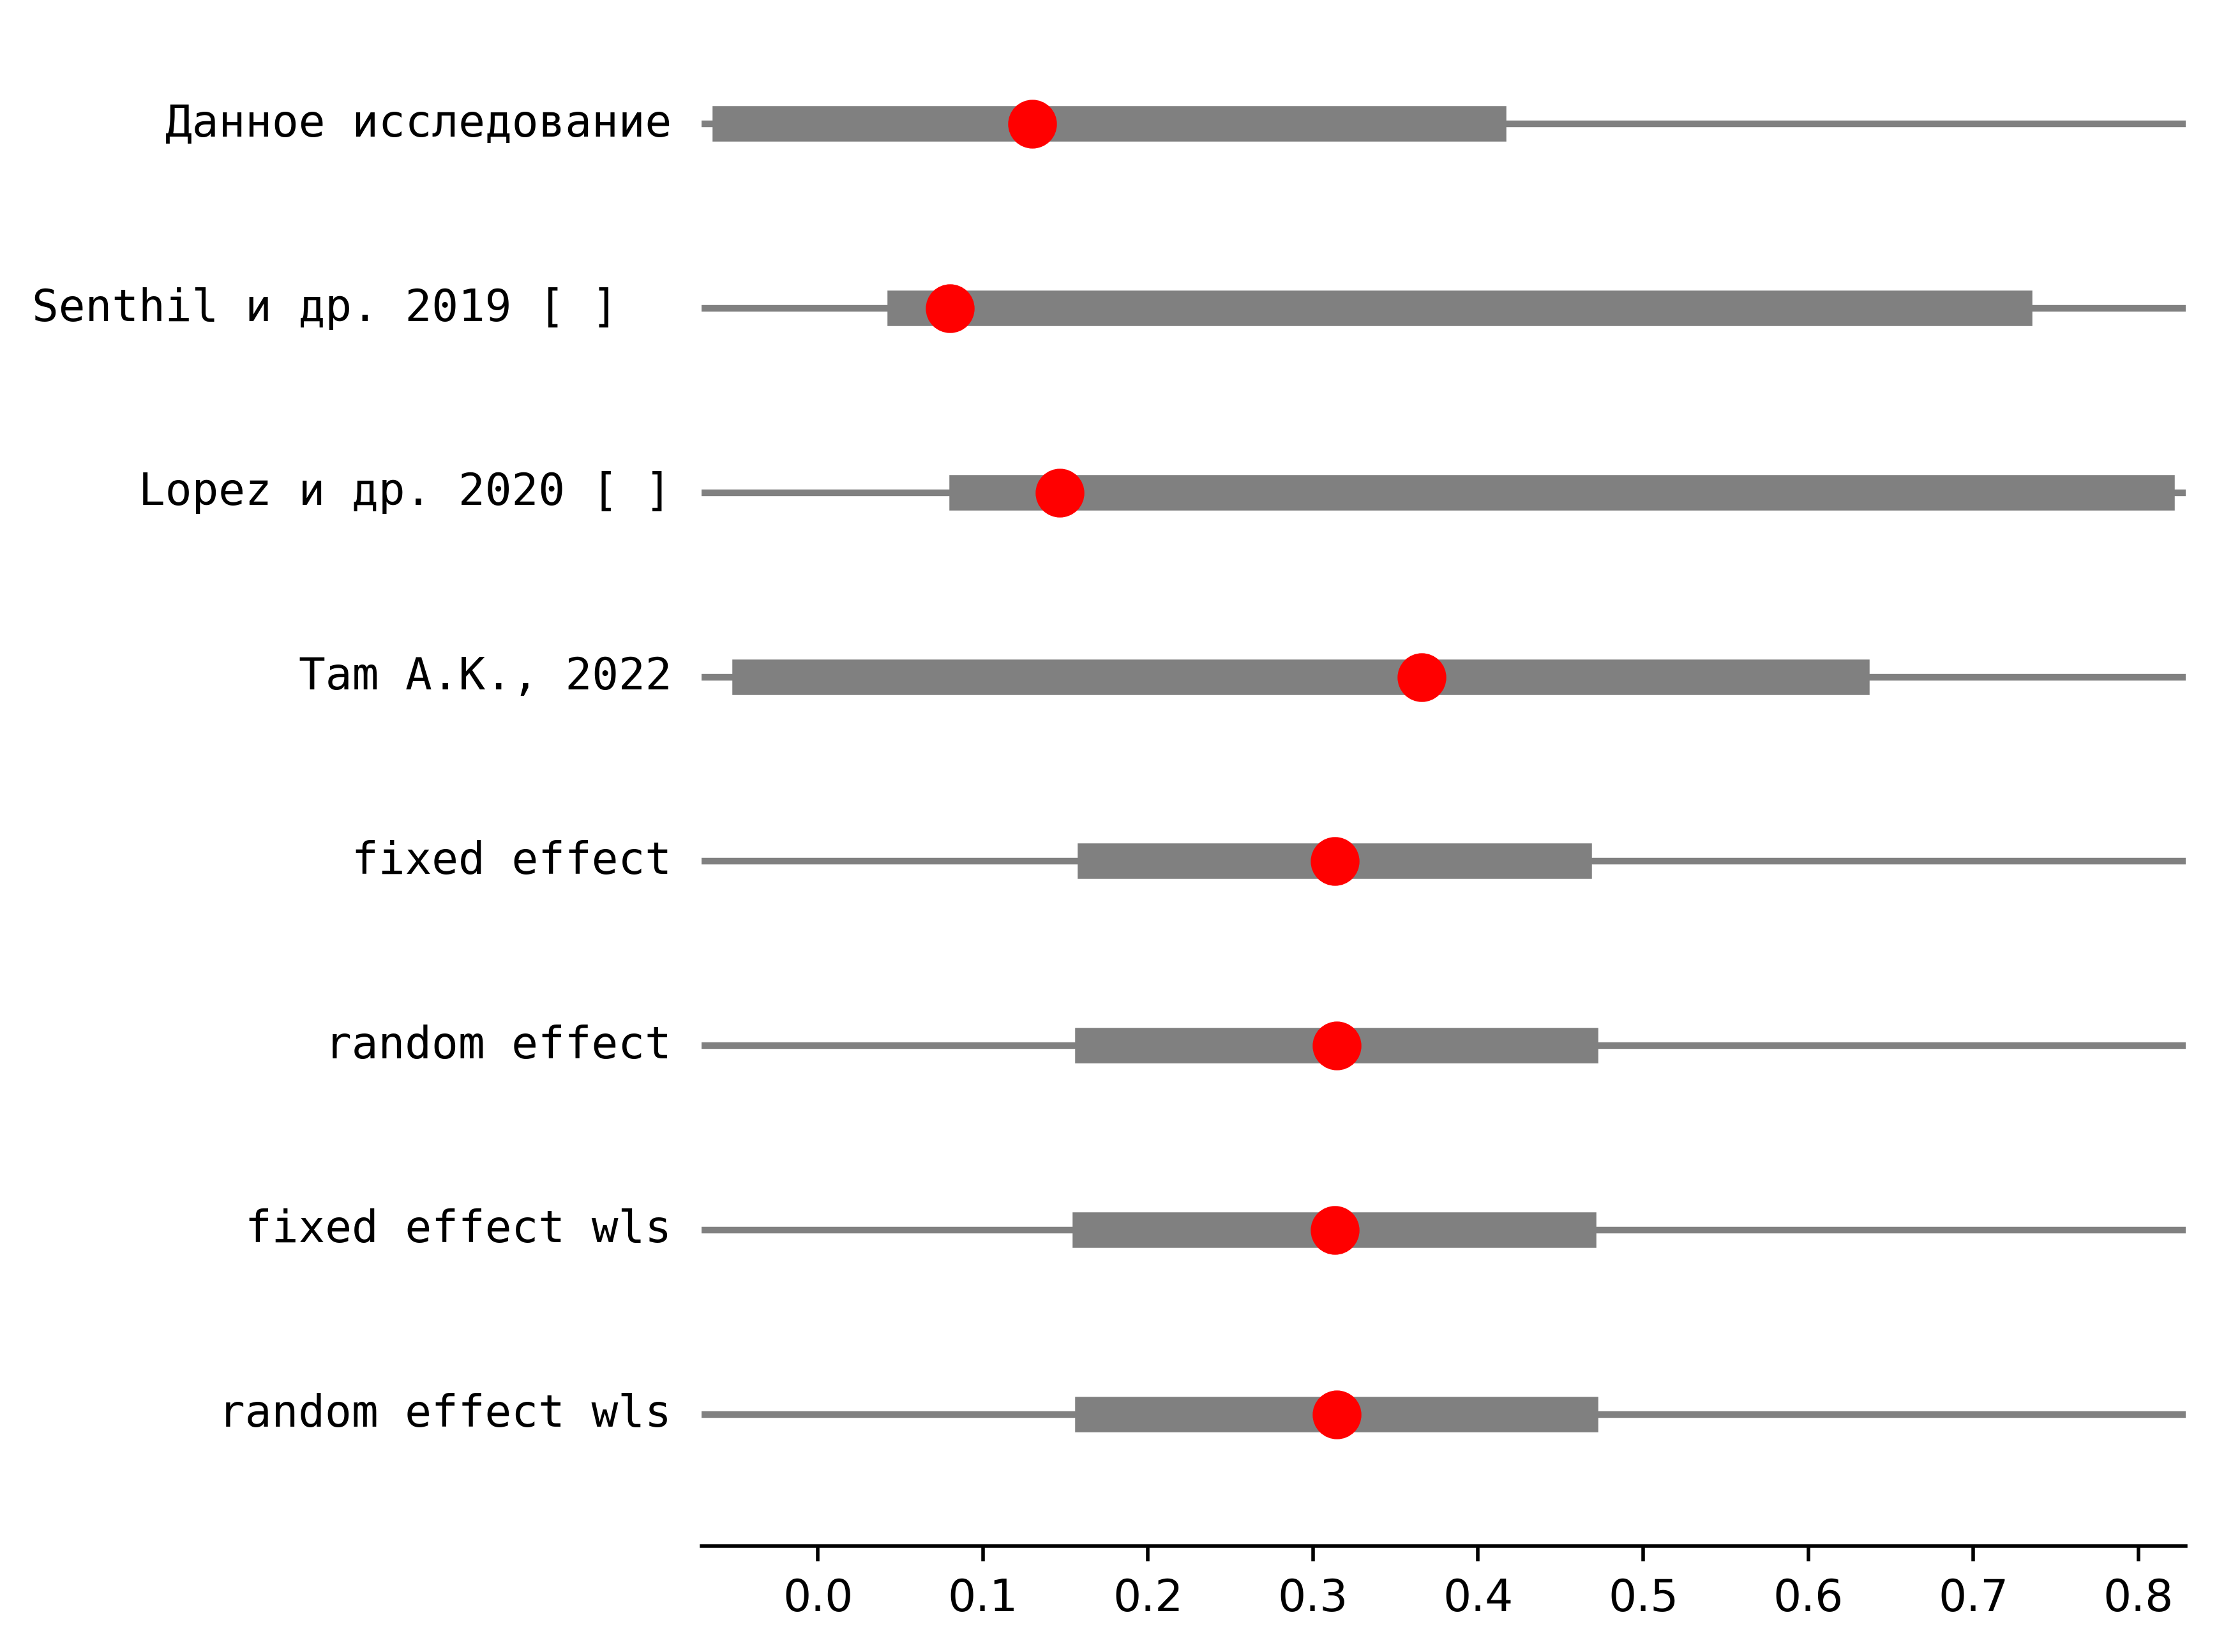 Данное исследование
Senthil и др. 2019 [ ]
Lopez и др. 2020 [ ]
Tam A.K., 2022
fixed effect
random effect
fixed effect wls
random effect wls
0.0 0.1 0.2 0.3 0.4 0.5 0.6 0.7 0.8